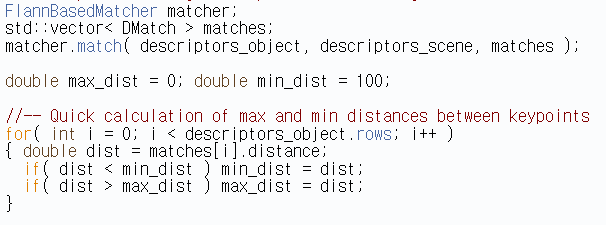 FlannBasedMatcher matcher;
std::vector< DMatch > matches;
matcher.match( descriptors_object, descriptors_scene, matches );

double max_dist = 0; double min_dist = 100;

//-- Quick calculation of max and min distances between keypoints
for( int i = 0; i < descriptors_object.rows; i++ )
{ double dist = matches[i].distance;
  if( dist < min_dist ) min_dist = dist;
  if( dist > max_dist ) max_dist = dist;
}